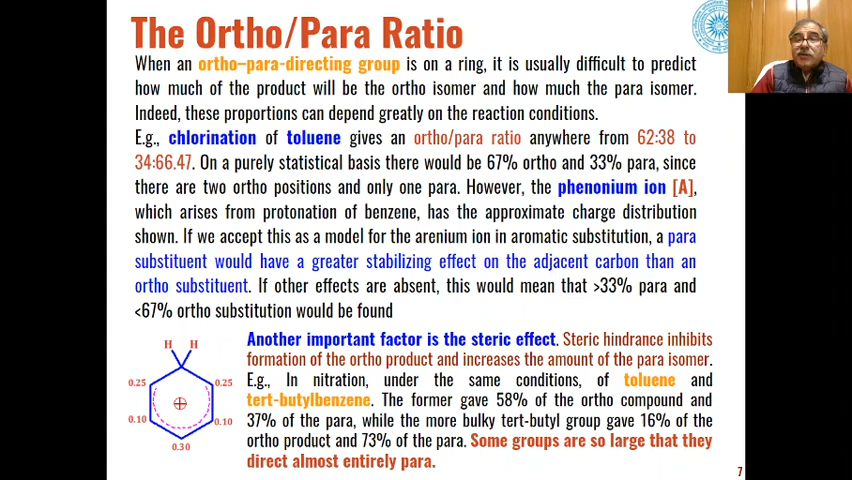 The Ortho/Para Ratio
When an ortho–para-directing group is on a ring, it is usually difficult to predict
how much of the product will be the ortho isomer and how much the para isomer.
Indeed, these proportions can depend greatly on the reaction conditions.
E.g., chlorination of toluene gives an ortho/para ratio anywhere from 62:38 to
34:66.47. On a purely statistical basis there would be 67% ortho and 33% para, since
there are two ortho positions and only one para. However, the phenonium ion [A],
which arises from protonation of benzene, has the approximate charge distribution
shown. If we accept this as a model for the arenium ion in aromatic substitution, a para
substituent would have a greater stabilizing effect on the adjacent carbon than an
ortho substituent. If other effects are absent, this would mean that >33% para and
<67% ortho substitution would be found
H H
0.25 0.25
0.10 0.10
0.30
Another important factor is the steric effect. Steric hindrance inhibits
formation of the ortho product and increases the amount of the para isomer.
E.g., In nitration, under the same conditions, of toluene and
tert-butylbenzene. The former gave 58% of the ortho compound and
37% of the para, while the more bulky tert-butyl group gave 16% of the
ortho product and 73% of the para. Some groups are so large that they
direct almost entirely para.
7